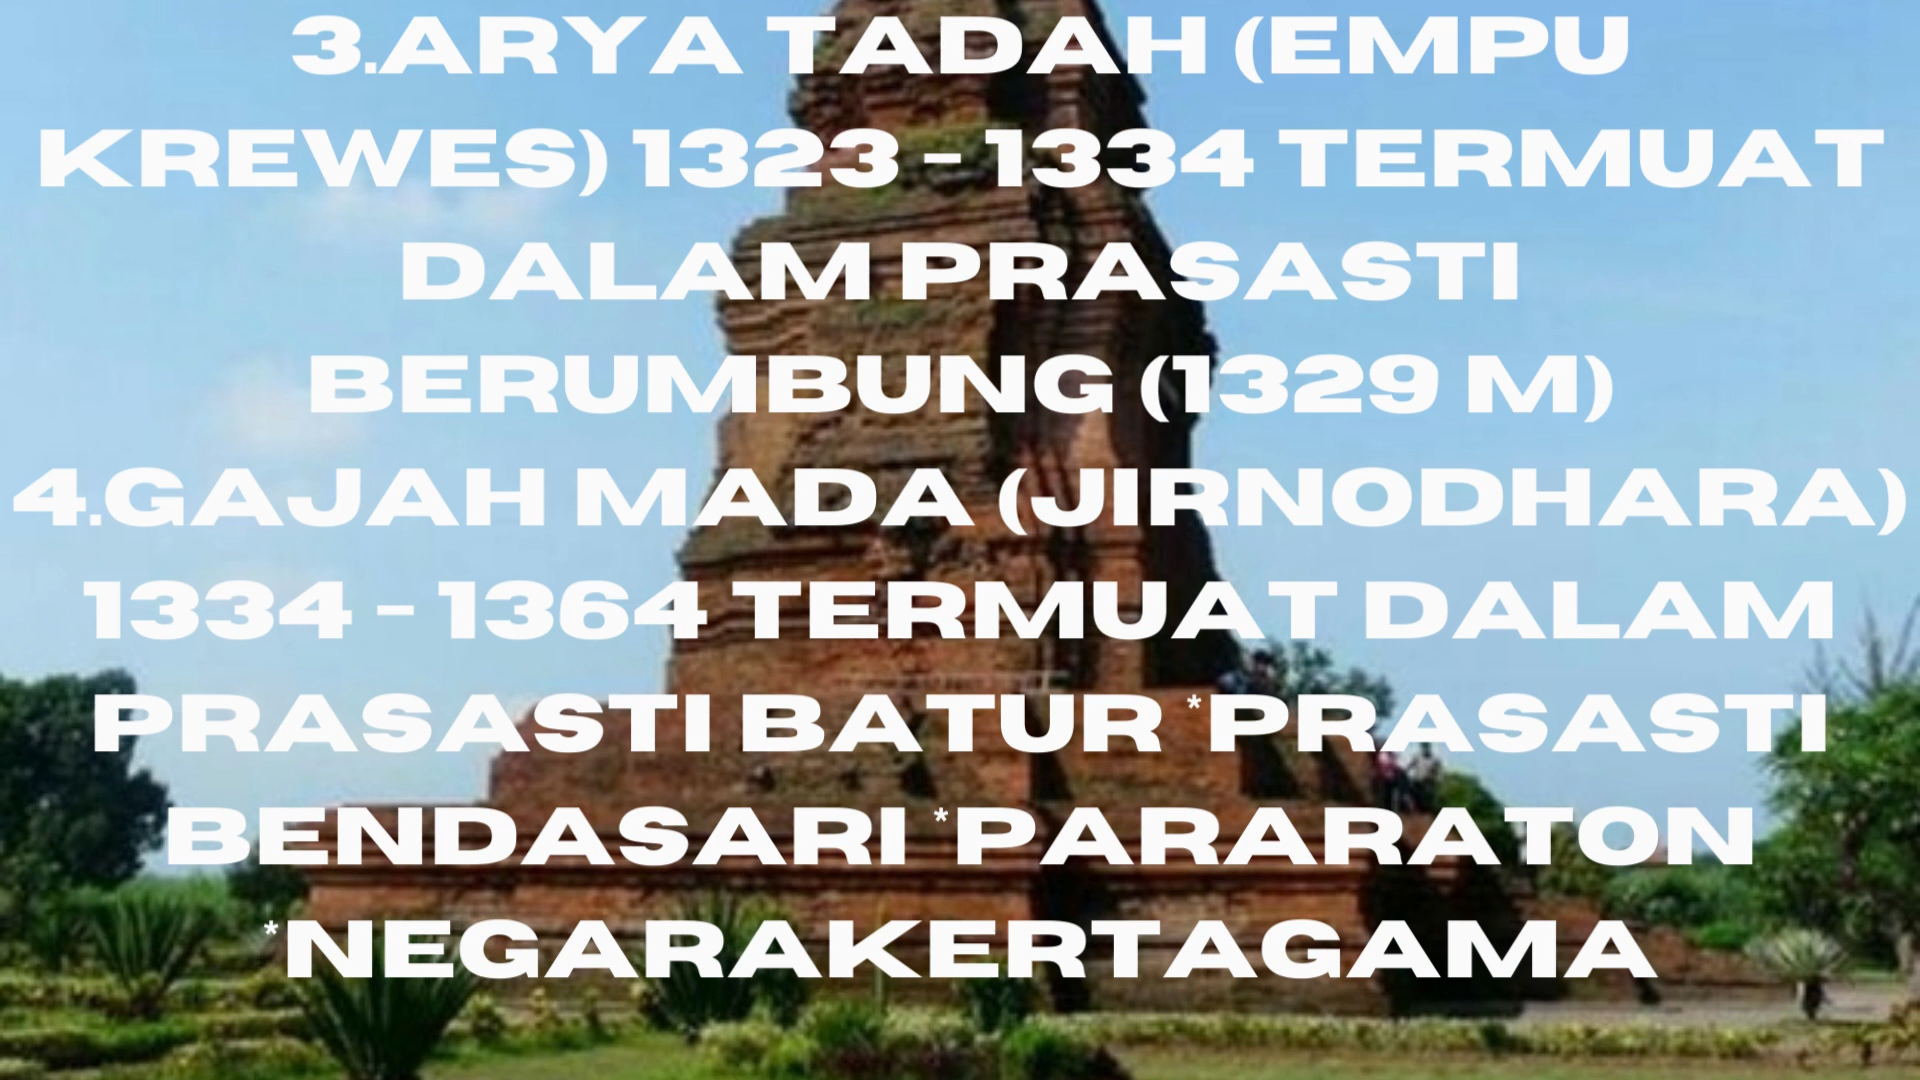 3.ARYA TADAH (EMPU
KREWES) 1323 - 1334 TERMUAT
DALAM PRASASTI
BERUMBUNG (1329 M)
4.GAJAH MADA (JIRNODHARA)
1334 - 1364 TERMUAT DALAM
PRASASTI BATUR *PRASASTI
BENDASARI *PARARATON
*NEGARAKERTAGAMA